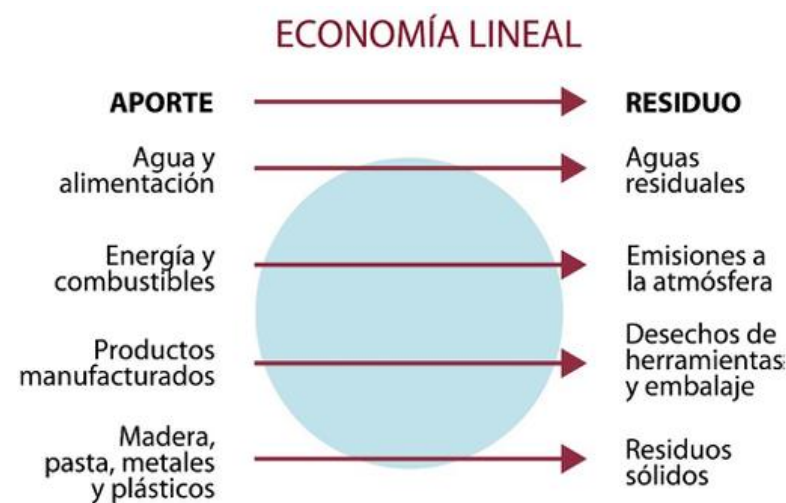 ECONOMÍA LINEAL
APORTE
RESIDUO
Agua y
alimentación
Aguas
residuales
Energía y
combustibles
Emisiones a
la atmósfera
Productos
manufacturados
Desechos de
herramientas
y embalaje
Madera,
pasta, metales
y plásticos
Residuos
sólidos